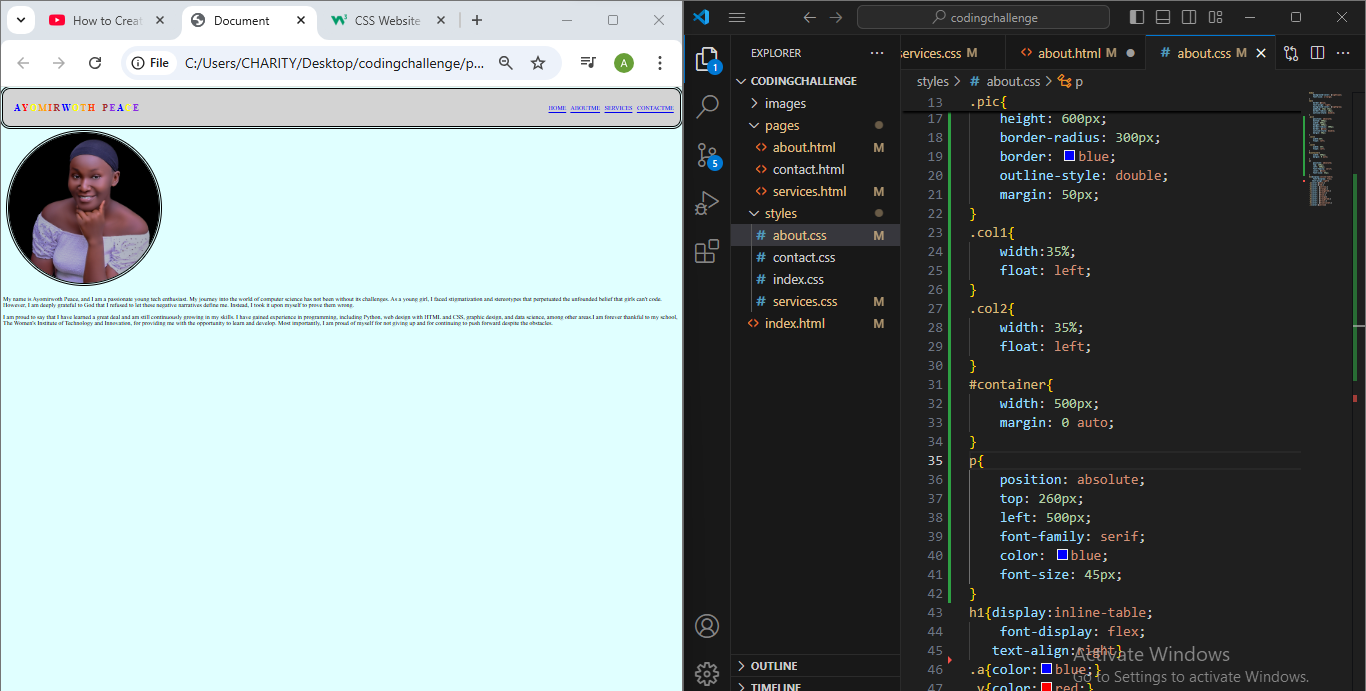 How to Creat
Document
CSS Website
File
C:/Users/CHARITY/Desktop/codingchallenge/p...
A
AYOMIRWOTH PEACE
HOME ABOUTME SERVICES CONTACTME
My name is Ayomirwoth Peace, and I am a passionate young tech enthusiast. My journey into the world of computer science has not been without its challenges. As a young girl, I faced stigmatization and stereotypes that perpetuated the unfounded belief that girls can't code.
However, I am deeply grateful to God that I refused to let these negative narratives define me. Instead, I took it upon myself to prove them wrong.
I am proud to say that I have learned a great deal and am still continuously growing in my skills. I have gained experience in programming, including Python, web design with HTML and CSS, graphic design, and data science, among other areas.I am forever thankful to my school,
The Women's Institute of Technology and Innovation, for providing me with the opportunity to learn and develop. Most importantly, I am proud of myself for not giving up and for continuing to push forward despite the obstacles.
codingchallenge
1
5
EXPLORER
CODINGCHALLENGE
images
pages
about.html M
contact.html
services.html M
styles
about.css M
contact.css
index.css
services.css M
index.html M
OUTLINE
TIMELINE
services.css M
about.html M
about.css M
styles > about.css > p
13 .pic{
17 height: 600px;
18 border-radius: 300px;
19 border: blue;
20 outline-style: double;
21 margin: 50px;
22 }
23 .col1{
24 width:35%;
25 float: left;
26 }
27 .col2{
28 width: 35%;
29 float: left;
30 }
31 #container{
32 width: 500px;
33 margin: 0 auto;
34 }
35 p{
36 position: absolute;
37 top: 260px;
38 left: 500px;
39 font-family: serif;
40 color: blue;
41 font-size: 45px;
42 }
43 h1{display:inline-table;
44 font-display: flex;
45 text-align:right}
46 .a{color:blue;}
47 .y{color:red;}
Activate Windows
Go to Settings to activate Windows.